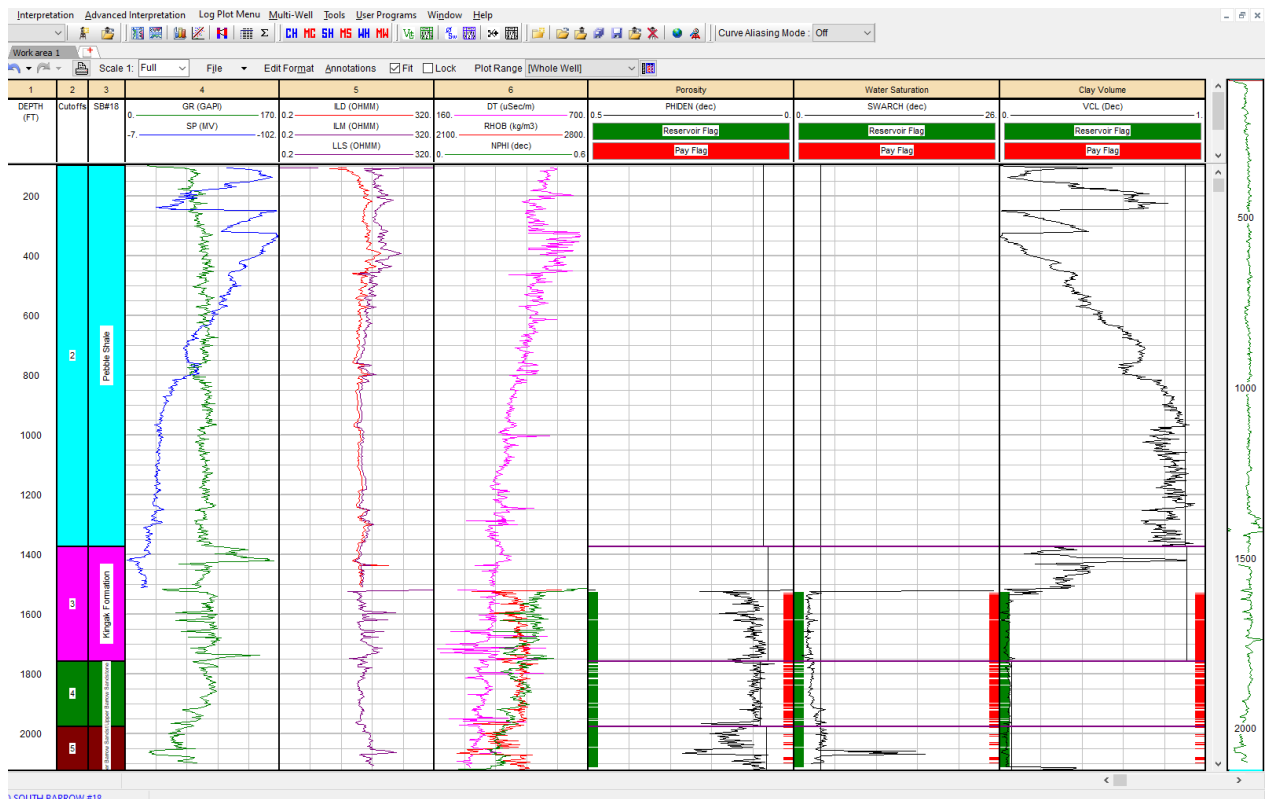 Interpretation Advanced Interpretation Log Plot Menu Multi-Well Tools User Programs Window Help
CH MC SH MS WH MW Curve Aliasing Mode : Off
Work area 1
Scale 1: Full File Edit Format Annotations Fit Lock Plot Range [Whole Well]
1 2 3 4 5 6 Porosity Water Saturation Clay Volume
DEPTH Cutoffs SB#18 GR (GAPI) ILD (OHMM) DT (uSec/m) PHIDEN (dec) SWARCH (dec) VCL (Dec)
(FT) 0. 170. 0.2 320. 160. 700. 0.5 0. 0. 26. 0. 1.
SP (MV) ILM (OHMM) RHOB (kg/m3) Reservoir Flag Reservoir Flag Reservoir Flag
-7. -102. 0.2 320. 2100. 2800.
LLS (OHMM) NPHI (dec) Pay Flag Pay Flag Pay Flag
0.2 320. 0. 0.6
200
500
400
600
Pebble Shale
2
800
1000
1000
1200
1400
1500
Kingak Formation
3
1600
1800
4
Upper Barrow Sandstone
2000
2000
5
Barrow Sandstone
) SOUTH BARROW #18